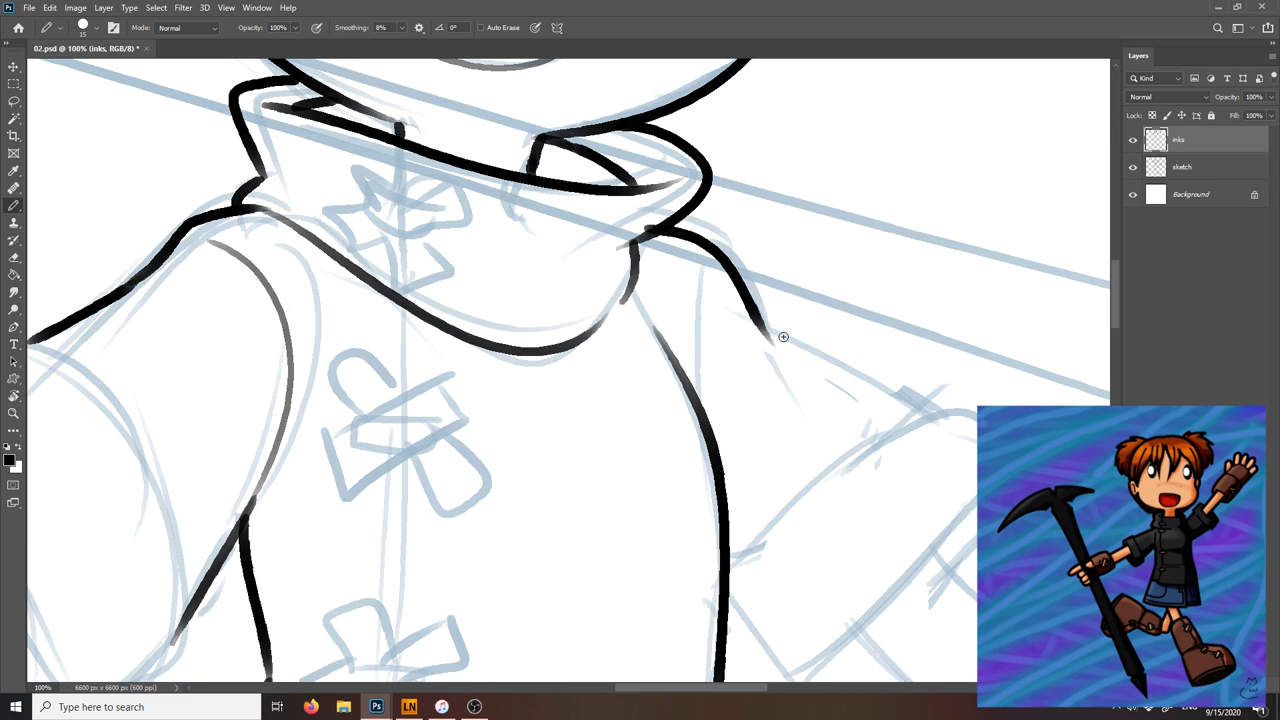 File Edit Image Layer Type Select Filter 3D View Window Help
15 Mode: Normal Opacity: 100% Smoothing: 8% 0° Auto Erase
02.psd @ 100% (inks, RGB/8) * ×
Layers
Kind
Normal Opacity: 100%
Lock: Fill: 100%
inks
sketch
Background
100% 6600 px x 6600 px (600 ppi)
Type here to search
9/15/2020